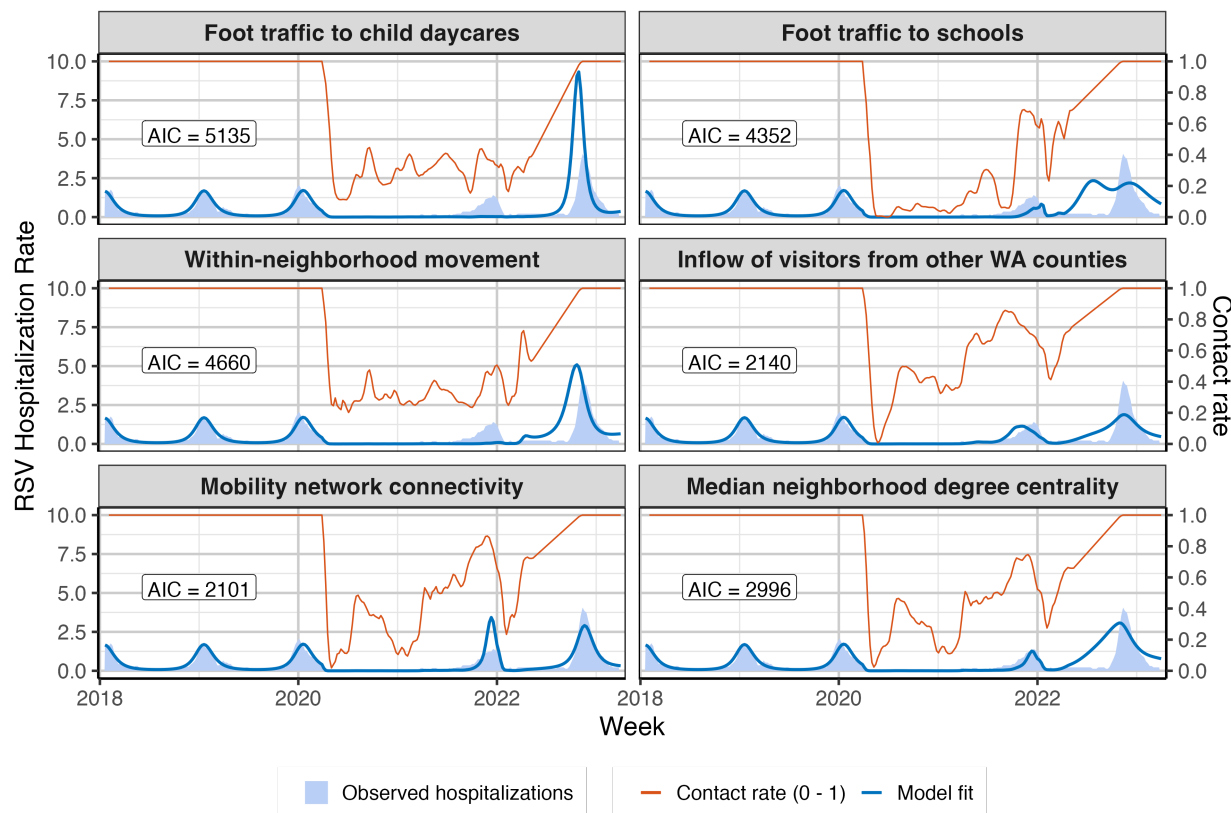 Foot traffic to child daycares
Foot traffic to schools
10.0
7.5
5.0
2.5
0.0
AIC = 5135
AIC = 4352
1.0
0.8
0.6
0.4
0.2
0.0
Within-neighborhood movement
Inflow of visitors from other WA counties
10.0
7.5
5.0
2.5
0.0
AIC = 4660
AIC = 2140
1.0
0.8
0.6
0.4
0.2
0.0
RSV Hospitalization Rate
Contact rate
Mobility network connectivity
Median neighborhood degree centrality
10.0
7.5
5.0
2.5
0.0
AIC = 2101
AIC = 2996
1.0
0.8
0.6
0.4
0.2
0.0
2018 2020 2022
2018 2020 2022
Week
Observed hospitalizations
Contact rate (0 - 1)
Model fit